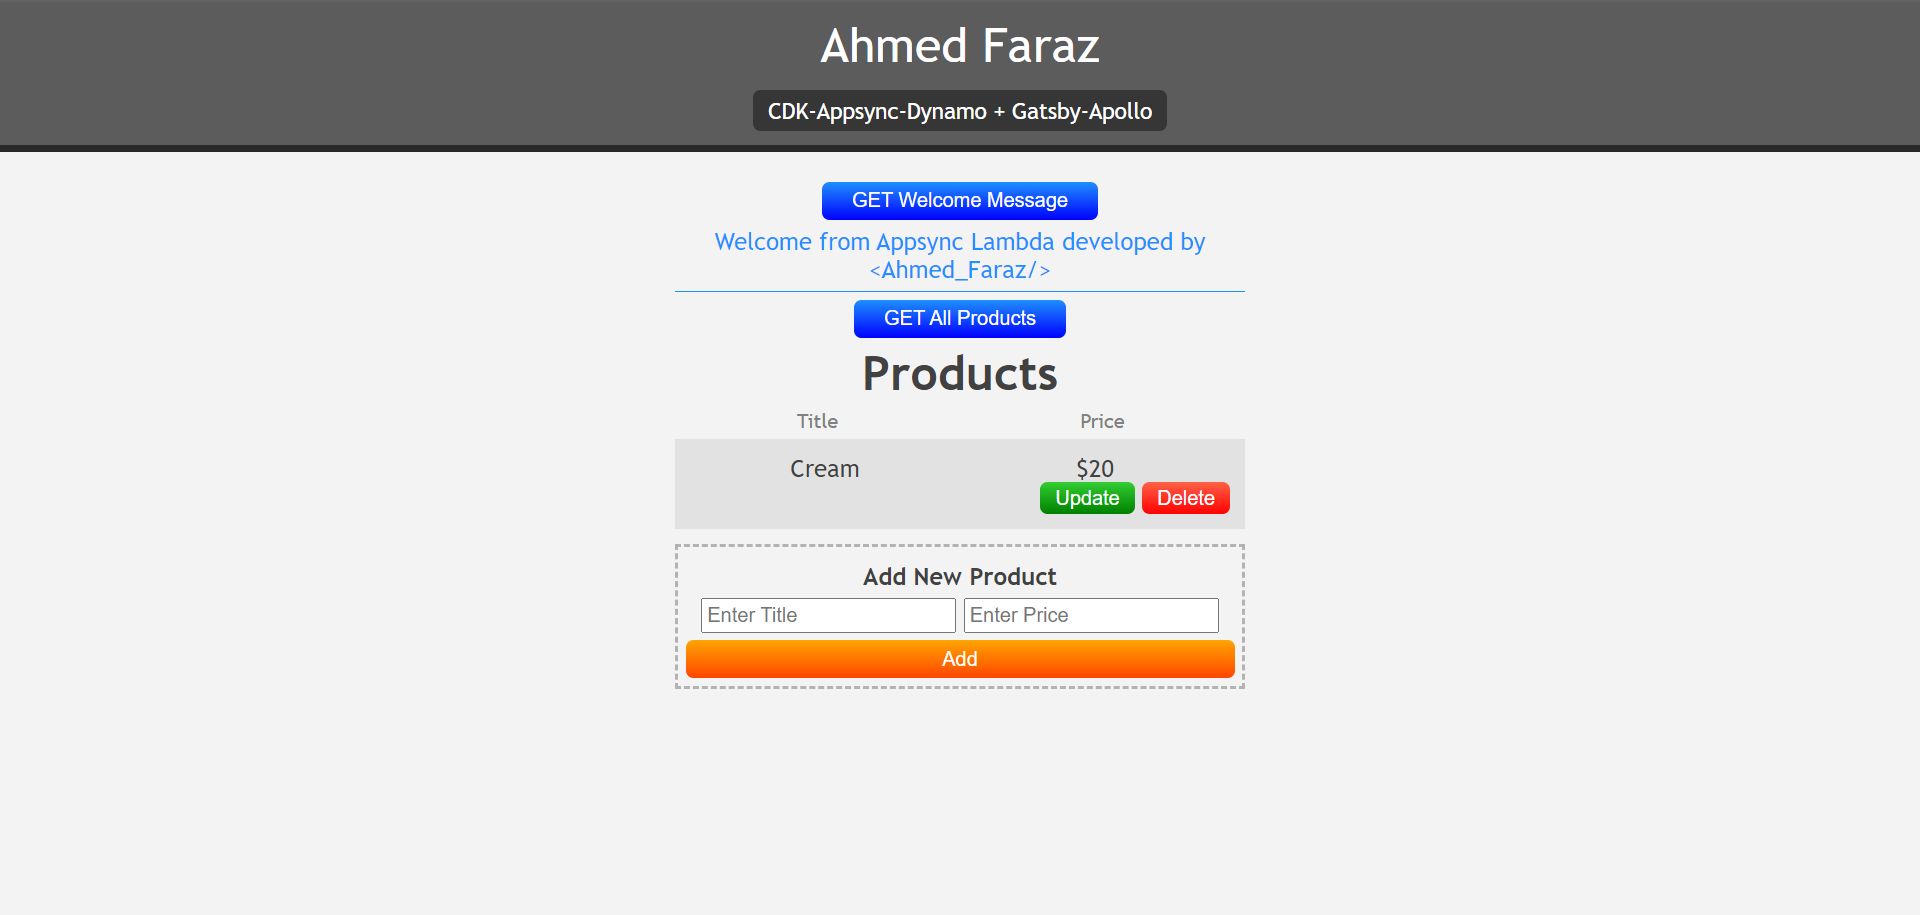 Ahmed Faraz
CDK-Appsync-Dynamo + Gatsby-Apollo
GET Welcome Message
Welcome from Appsync Lambda developed by
<Ahmed_Faraz/>
GET All Products
Products
Title Price
Cream $20
Update Delete
Add New Product
Enter Title Enter Price
Add